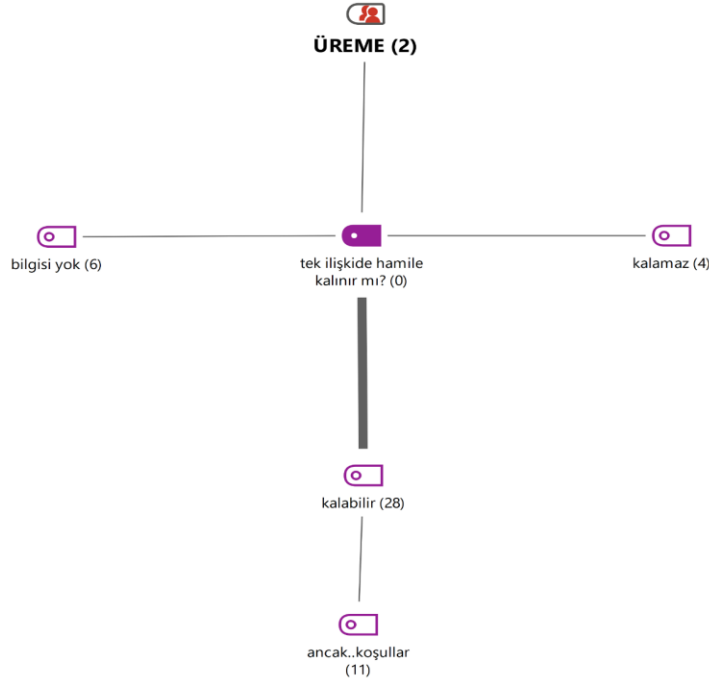 ÜREME (2)
bilgisi yok (6)
tek ilişkide hamile
kalınır mı? (0)
kalamaz (4)
kalabilir (28)
ancak..koşullar
(11)